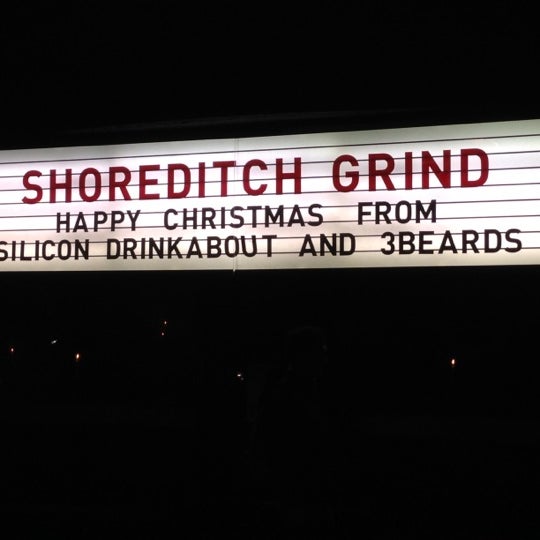 SHOREDITCH GRIND
HAPPY CHRISTMAS FROM
SILICON DRINKABOUT AND 3BEARDS